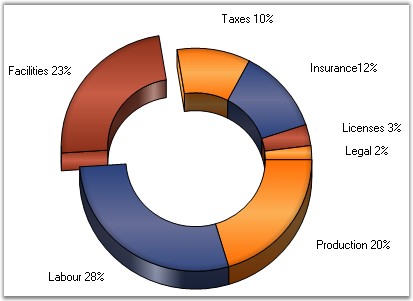 Taxes 10%
Facilities 23%
Insurance12%
Licenses 3%
Legal 2%
Production 20%
Labour 28%